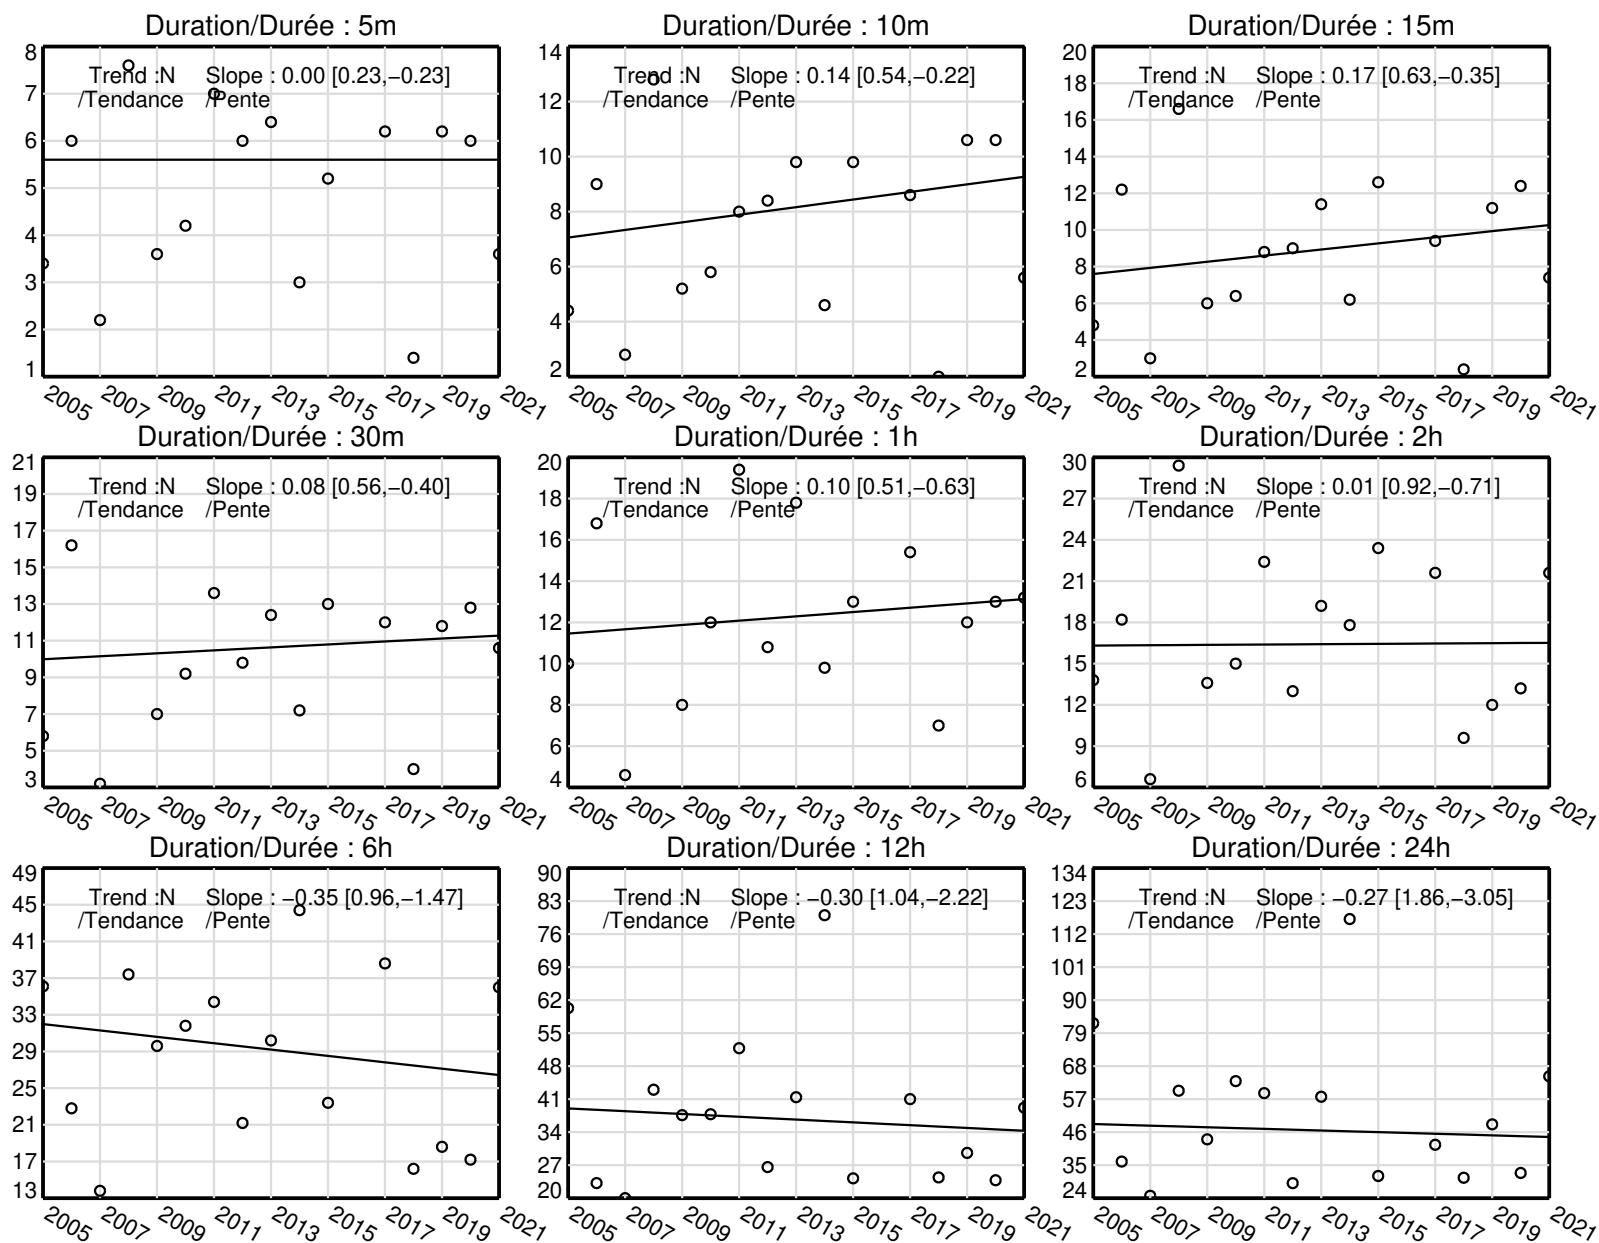 Duration/Durée : 5m
Trend :N Slope : 0.00 [0.23,−0.23]
/Tendance /Pente
8
7
6
5
4
3
2
1
2005 2007 2009 2011 2013 2015 2017 2019 2021
Duration/Durée : 10m
Trend :N Slope : 0.14 [0.54,−0.22]
/Tendance /Pente
14
12
10
8
6
4
2
2005 2007 2009 2011 2013 2015 2017 2019 2021
Duration/Durée : 15m
Trend :N Slope : 0.17 [0.63,−0.35]
/Tendance /Pente
20
18
16
14
12
10
8
6
4
2
2005 2007 2009 2011 2013 2015 2017 2019 2021
Duration/Durée : 30m
Trend :N Slope : 0.08 [0.56,−0.40]
/Tendance /Pente
21
19
17
15
13
11
9
7
5
3
2005 2007 2009 2011 2013 2015 2017 2019 2021
Duration/Durée : 1h
Trend :N Slope : 0.10 [0.51,−0.63]
/Tendance /Pente
20
18
16
14
12
10
8
6
4
2005 2007 2009 2011 2013 2015 2017 2019 2021
Duration/Durée : 2h
Trend :N Slope : 0.01 [0.92,−0.71]
/Tendance /Pente
30
27
24
21
18
15
12
9
6
2005 2007 2009 2011 2013 2015 2017 2019 2021
Duration/Durée : 6h
Trend :N Slope : −0.35 [0.96,−1.47]
/Tendance /Pente
49
45
41
37
33
29
25
21
17
13
2005 2007 2009 2011 2013 2015 2017 2019 2021
Duration/Durée : 12h
Trend :N Slope : −0.30 [1.04,−2.22]
/Tendance /Pente
90
83
76
69
62
55
48
41
34
27
20
2005 2007 2009 2011 2013 2015 2017 2019 2021
Duration/Durée : 24h
Trend :N Slope : −0.27 [1.86,−3.05]
/Tendance /Pente
134
123
112
101
90
79
68
57
46
35
24
2005 2007 2009 2011 2013 2015 2017 2019 2021